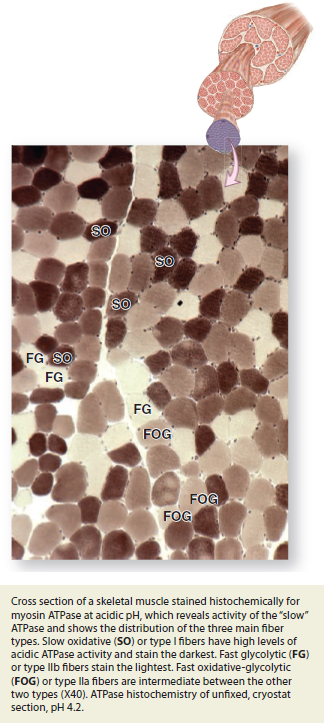 SO
SO
SO
FG SO
FG
FG
FOG
FOG
FOG
Cross section of a skeletal muscle stained histochemically for
myosin ATPase at acidic pH, which reveals activity of the "slow"
ATPase and shows the distribution of the three main fiber
types. Slow oxidative (SO) or type I fibers have high levels of
acidic ATPase activity and stain the darkest. Fast glycolytic (FG)
or type IIb fibers stain the lightest. Fast oxidative-glycolytic
(FOG) or type IIa fibers are intermediate between the other
two types (X40). ATPase histochemistry of unfixed, cryostat
section, pH 4.2.